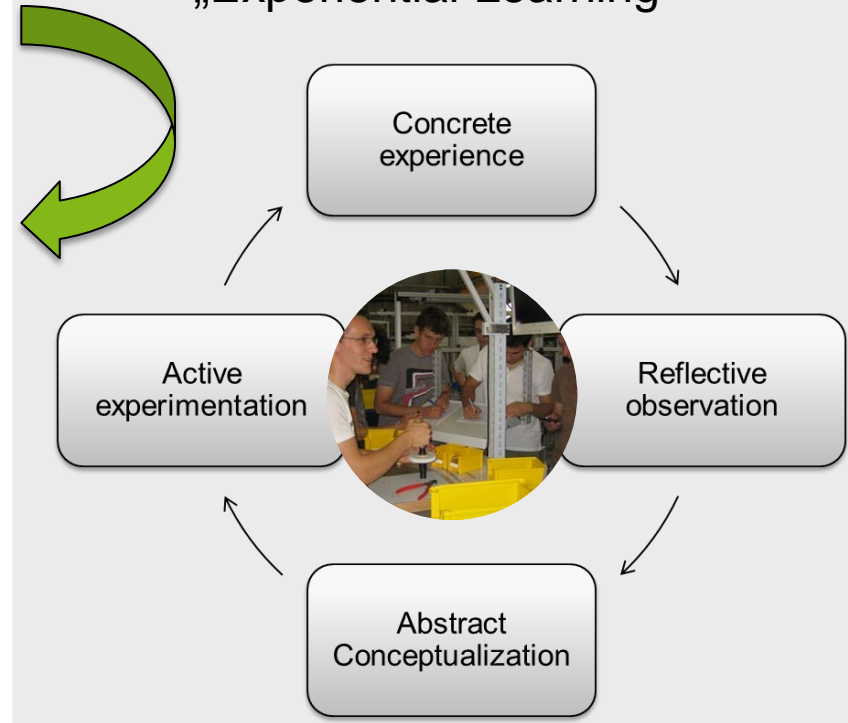 „Experiential Learning
Concrete
experience
Active
experimentation
Reflective
observation
Abstract
Conceptualization